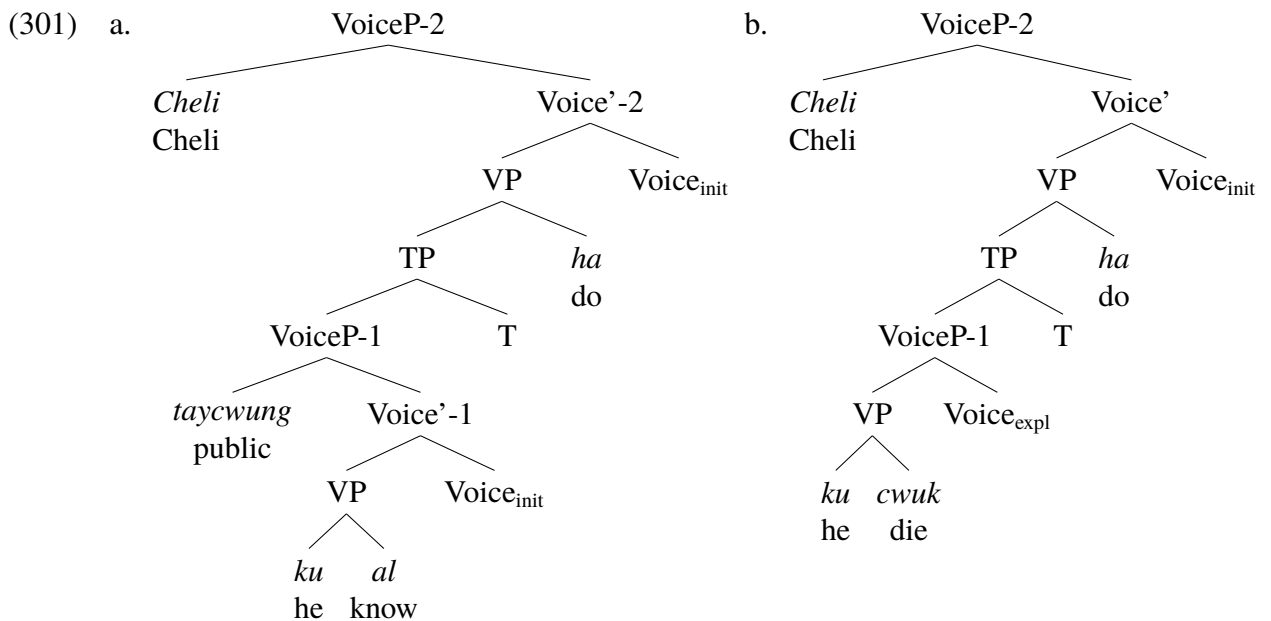 (301) a. VoiceP-2 b. VoiceP-2
Cheli Voice'-2 Cheli Voice'
Cheli Cheli
VP Voiceinit VP Voiceinit
TP ha TP ha
do do
VoiceP-1 T VoiceP-1 T
taycwung Voice'-1 VP Voiceexpl
public
VP Voiceinit ku cwuk
he die
ku al
he know